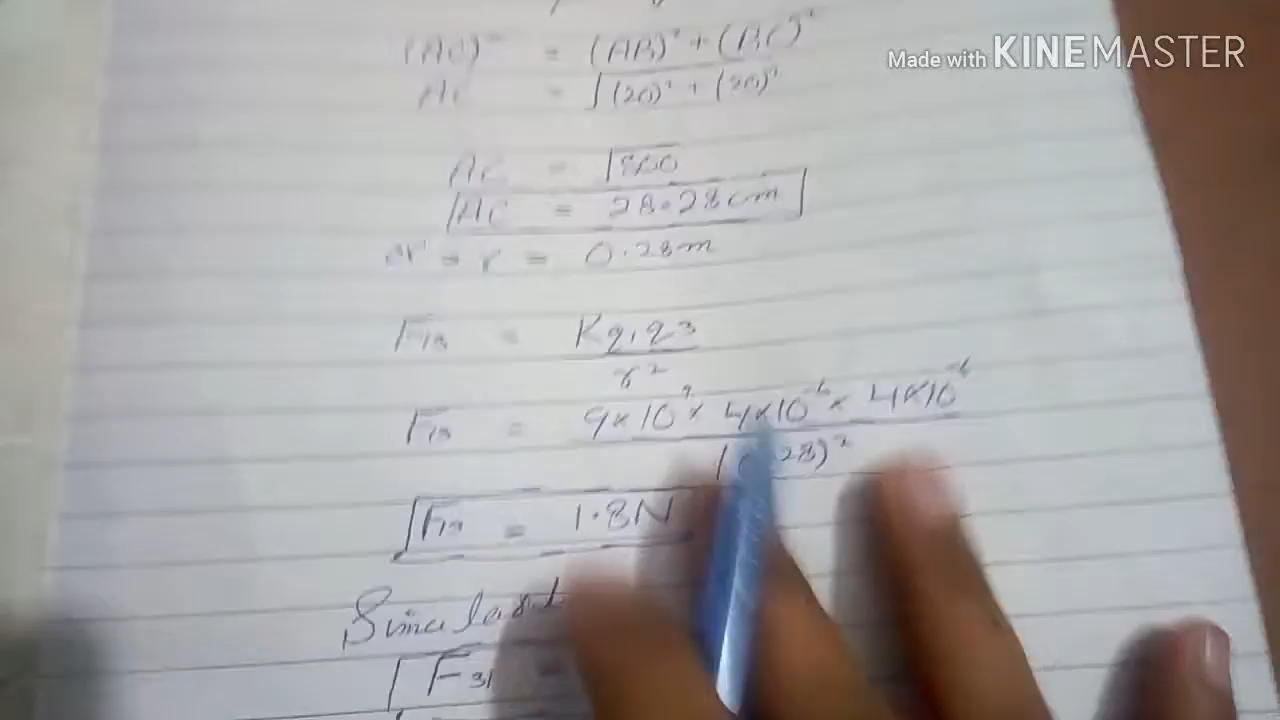 Made with KINEMASTER
(AC)² = (AB)² + (BC)²
AC = √(20)² + (20)²
AC = √800
AC = 28.28cm
r = 0.28m
F13 = Kq1q3
r²
F13 = 9×10⁹× 4×10⁻⁶× 4×10⁻⁶
(0.28)²
F13 = 1.8N
F31 =